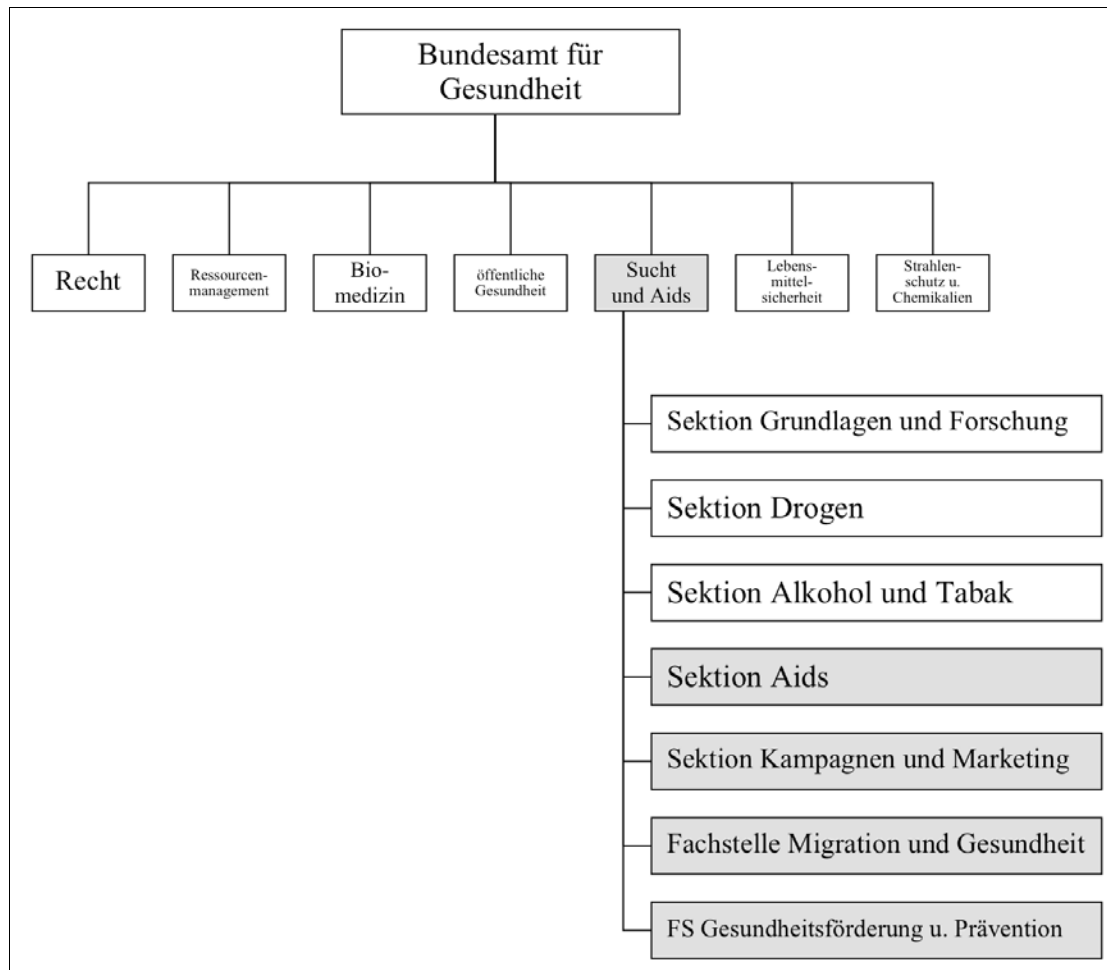 Bundesamt für
Gesundheit
Recht
Ressourcen-
management
Bio-
medizin
öffentliche
Gesundheit
Sucht
und Aids
Lebens-
mittel-
sicherheit
Strahlen-
schutz u.
Chemikalien
Sektion Grundlagen und Forschung
Sektion Drogen
Sektion Alkohol und Tabak
Sektion Aids
Sektion Kampagnen und Marketing
Fachstelle Migration und Gesundheit
FS Gesundheitsförderung u. Prävention